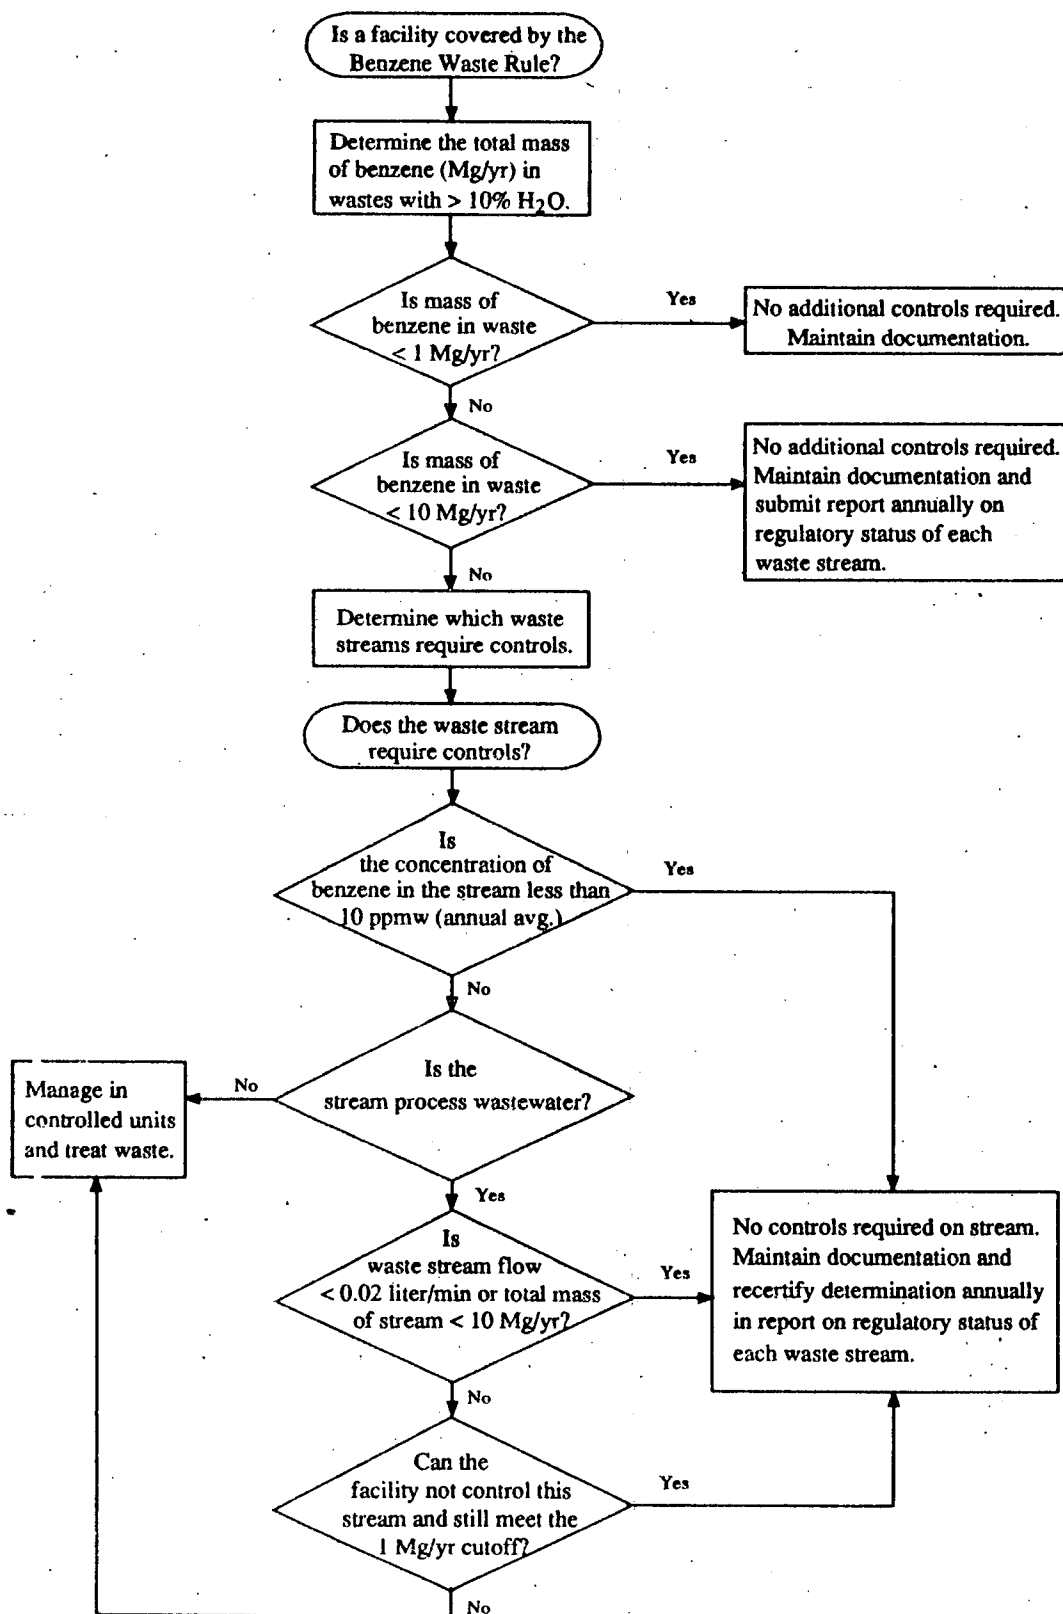 Is a facility covered by the
Benzene Waste Rule?
Determine the total mass
of benzene (Mg/yr) in
wastes with > 10% H2O.
Is mass of
benzene in waste
< 1 Mg/yr?
Yes
No additional controls required.
Maintain documentation.
No
Is mass of
benzene in waste
< 10 Mg/yr?
Yes
No additional controls required.
Maintain documentation and
submit report annually on
regulatory status of each
waste stream.
No
Determine which waste
streams require controls.
Does the waste stream
require controls?
Is
the concentration of
benzene in the stream less than
10 ppmw (annual avg.)
Yes
No
Is the
stream process wastewater?
No
Manage in
controlled units
and treat waste.
Yes
Is
waste stream flow
< 0.02 liter/min or total mass
of stream < 10 Mg/yr?
Yes
No controls required on stream.
Maintain documentation and
recertify determination annually
in report on regulatory status of
each waste stream.
No
Can the
facility not control this
stream and still meet the
1 Mg/yr cutoff?
Yes
No